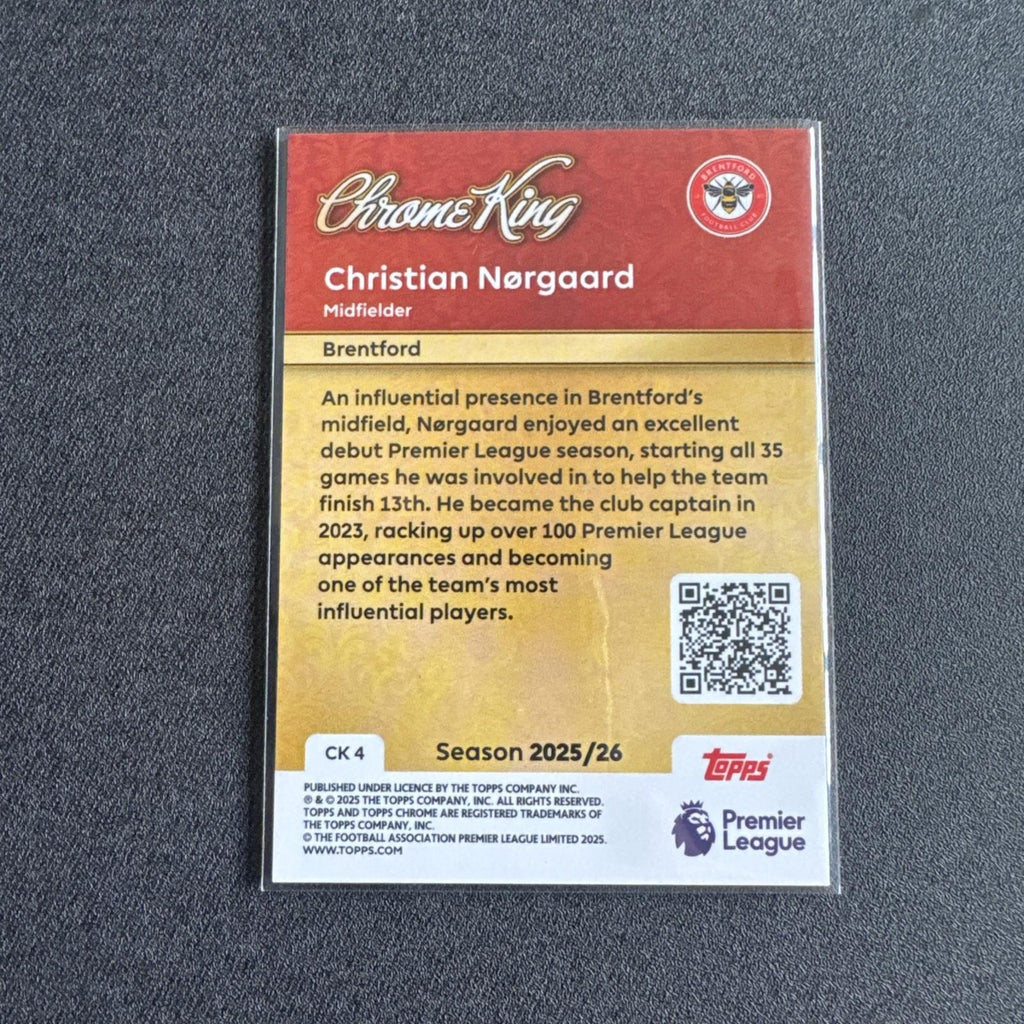 Chrome King
BRENTFORD
FOOTBALL CLUB
Christian Nørgaard
Midfielder
Brentford
An influential presence in Brentford's
midfield, Nørgaard enjoyed an excellent
debut Premier League season, starting all 35
games he was involved in to help the team
finish 13th. He became the club captain in
2023, racking up over 100 Premier League
appearances and becoming
one of the team's most
influential players.
CK 4
Season 2025/26
topps®
PUBLISHED UNDER LICENCE BY THE TOPPS COMPANY INC.
® & © 2025 THE TOPPS COMPANY, INC. ALL RIGHTS RESERVED.
TOPPS AND TOPPS CHROME ARE REGISTERED TRADEMARKS OF
THE TOPPS COMPANY, INC.
© THE FOOTBALL ASSOCIATION PREMIER LEAGUE LIMITED 2025.
WWW.TOPPS.COM
Premier
League